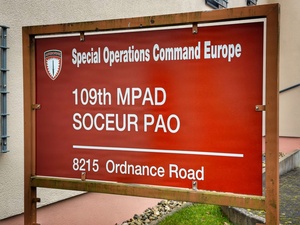 Special Operations Command Europe
109th MPAD
SOCEUR PAO
8215 Ordnance Road